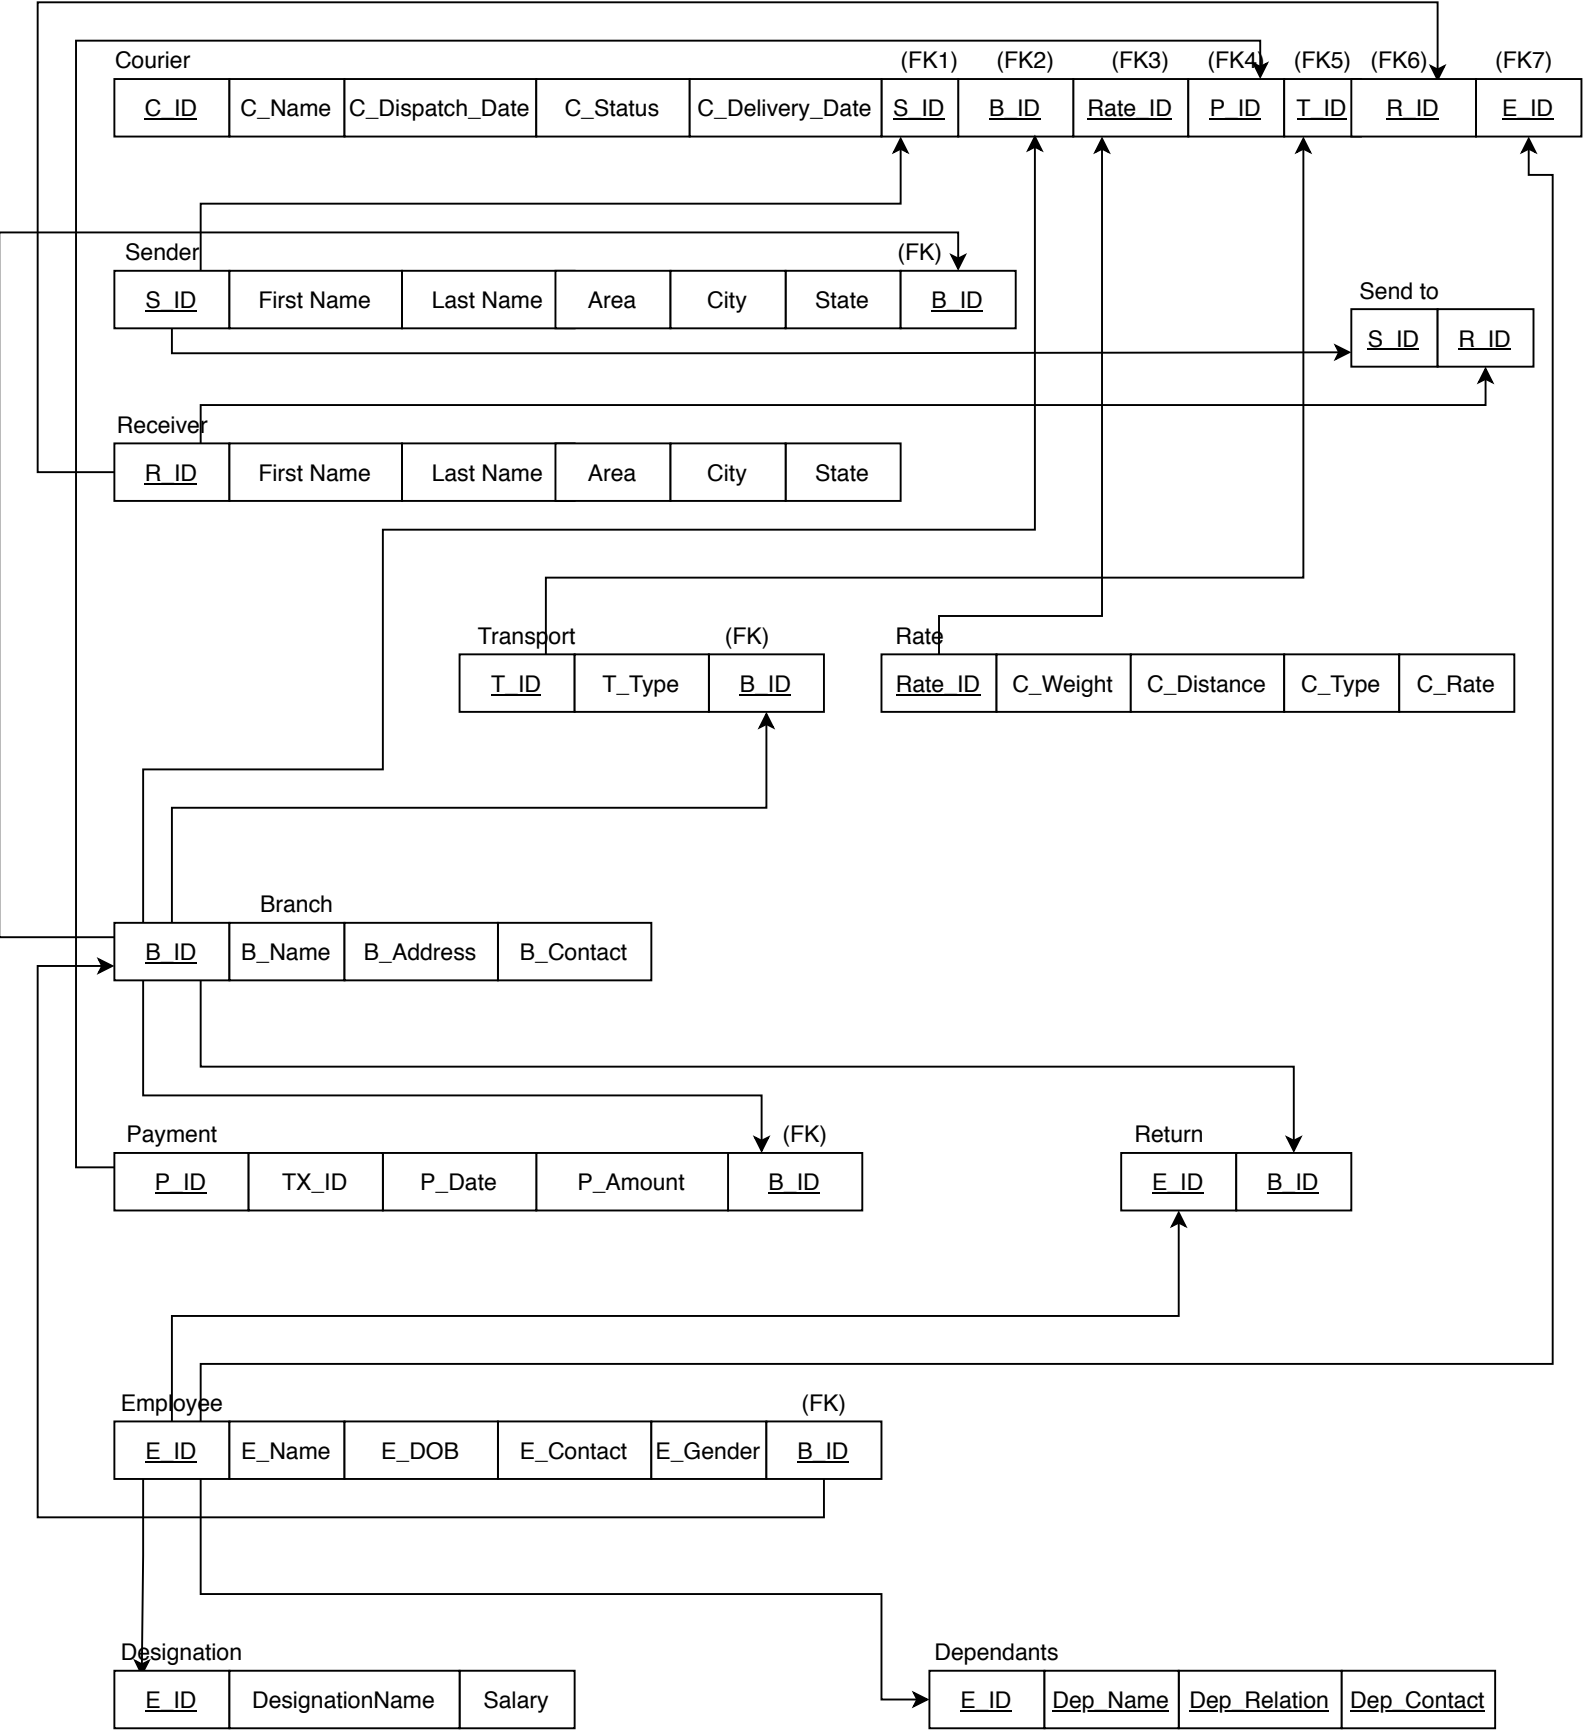 Courier (FK1) (FK2) (FK3) (FK4) (FK5) (FK6) (FK7)
C_ID C_Name C_Dispatch_Date C_Status C_Delivery_Date S_ID B_ID Rate_ID P_ID T_ID R_ID E_ID
Sender (FK)
S_ID First Name Last Name Area City State B_ID
Send to
S_ID R_ID
Receiver
R_ID First Name Last Name Area City State
Transport (FK)
T_ID T_Type B_ID
Rate
Rate_ID C_Weight C_Distance C_Type C_Rate
Branch
B_ID B_Name B_Address B_Contact
Payment (FK)
P_ID TX_ID P_Date P_Amount B_ID
Return
E_ID B_ID
Employee (FK)
E_ID E_Name E_DOB E_Contact E_Gender B_ID
Designation
E_ID DesignationName Salary
Dependants
E_ID Dep_Name Dep_Relation Dep_Contact